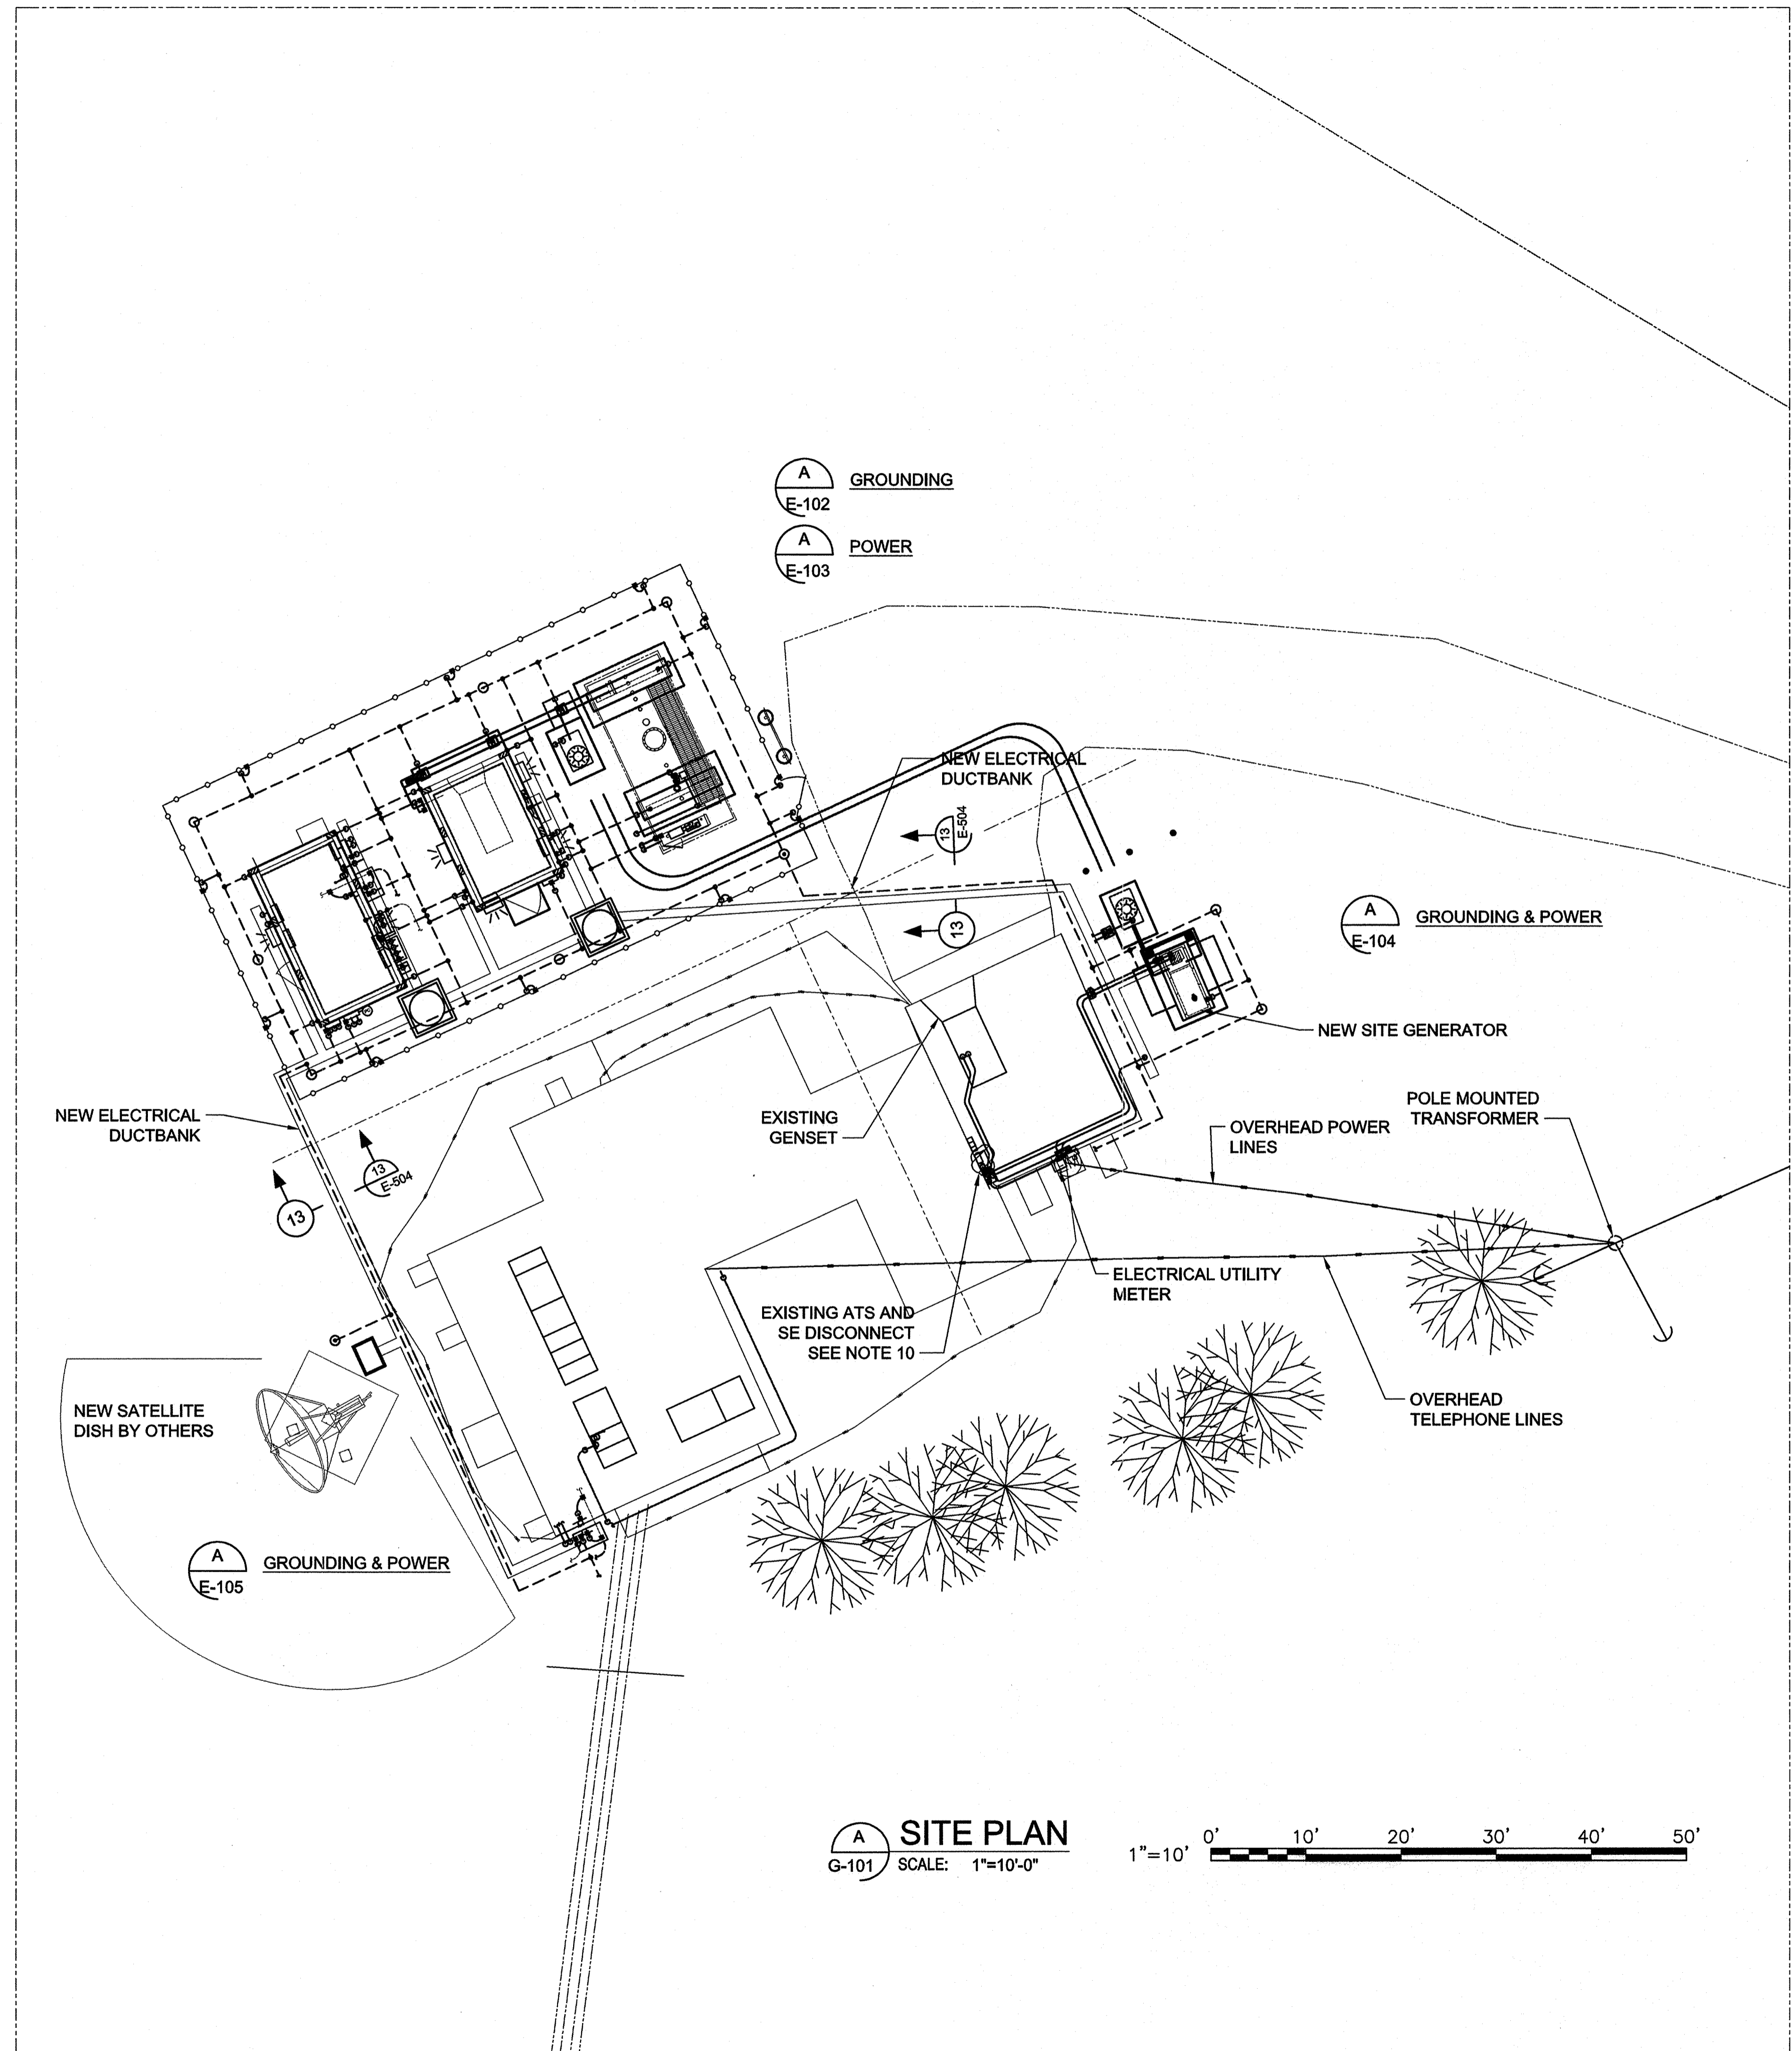 A
E-102
GROUNDING
A
E-103
POWER
NEW ELECTRICAL
DUCTBANK
13
E-504
13
A
E-104
GROUNDING & POWER
NEW SITE GENERATOR
NEW ELECTRICAL
DUCTBANK
EXISTING
GENSET
POLE MOUNTED
TRANSFORMER
OVERHEAD POWER
LINES
13
E-504
13
ELECTRICAL UTILITY
METER
EXISTING ATS AND
SE DISCONNECT
SEE NOTE 10
NEW SATELLITE
DISH BY OTHERS
OVERHEAD
TELEPHONE LINES
A
E-105
GROUNDING & POWER
A
G-101
SITE PLAN
SCALE: 1"=10'-0"
1"=10'
0' 10' 20' 30' 40' 50'